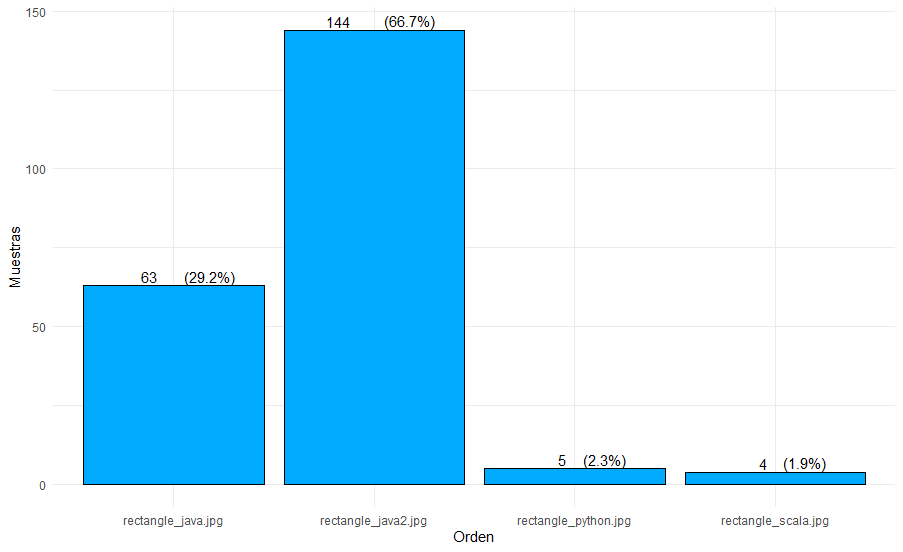 150
100
50
0
Muestras
63 (29.2%)
144 (66.7%)
5 (2.3%)
4 (1.9%)
rectangle_java.jpg
rectangle_java2.jpg
rectangle_python.jpg
rectangle_scala.jpg
Orden